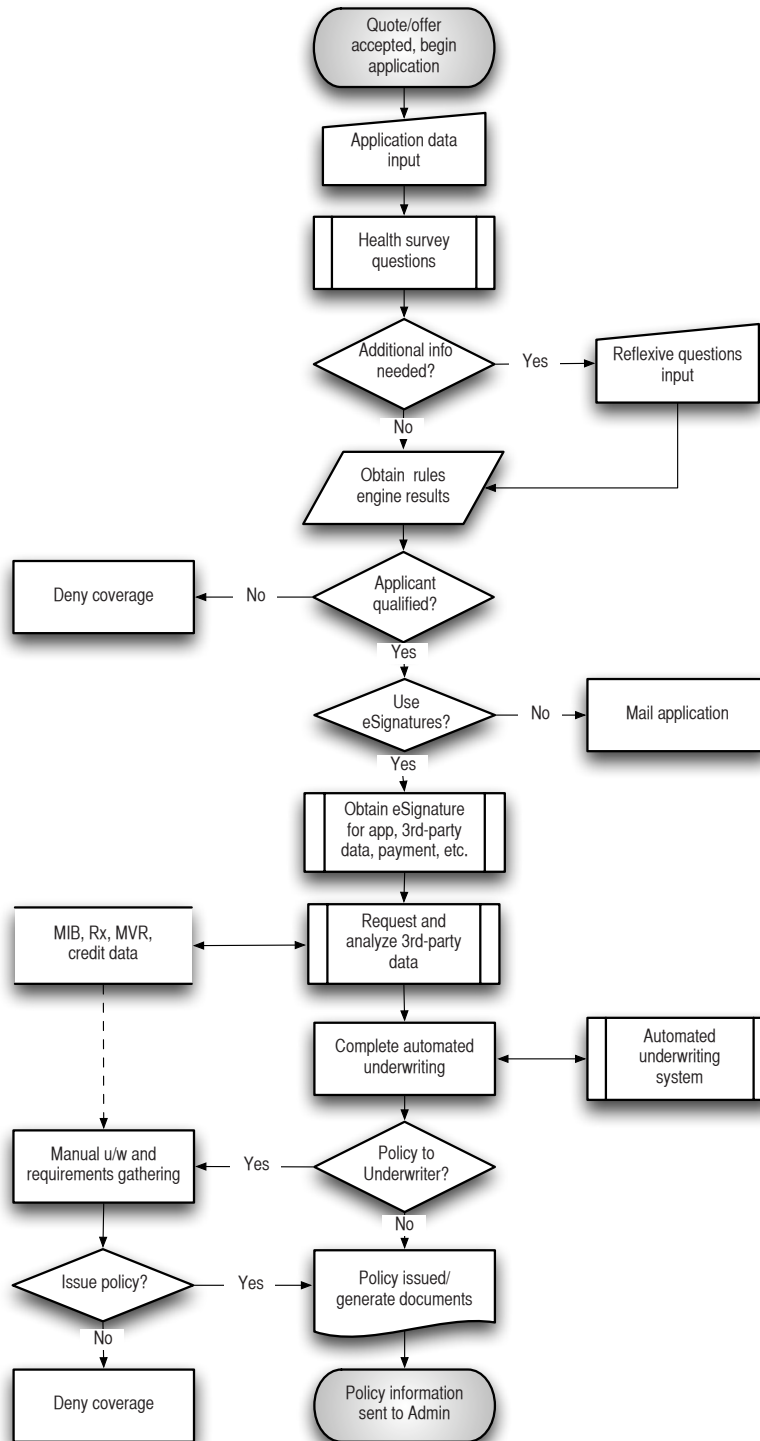 Quote/offer
accepted, begin
application
Application data
input
Health survey
questions
Additional info
needed?
Yes
Reflexive questions
input
No
Obtain rules
engine results
Applicant
qualified?
No
Deny coverage
Yes
Use
eSignatures?
No
Mail application
Yes
Obtain eSignature
for app, 3rd-party
data, payment, etc.
MIB, Rx, MVR,
credit data
Request and
analyze 3rd-party
data
Complete automated
underwriting
Automated
underwriting
system
Policy to
Underwriter?
Yes
Manual u/w and
requirements gathering
No
Issue policy?
Yes
Policy issued/
generate documents
No
Deny coverage
Policy information
sent to Admin